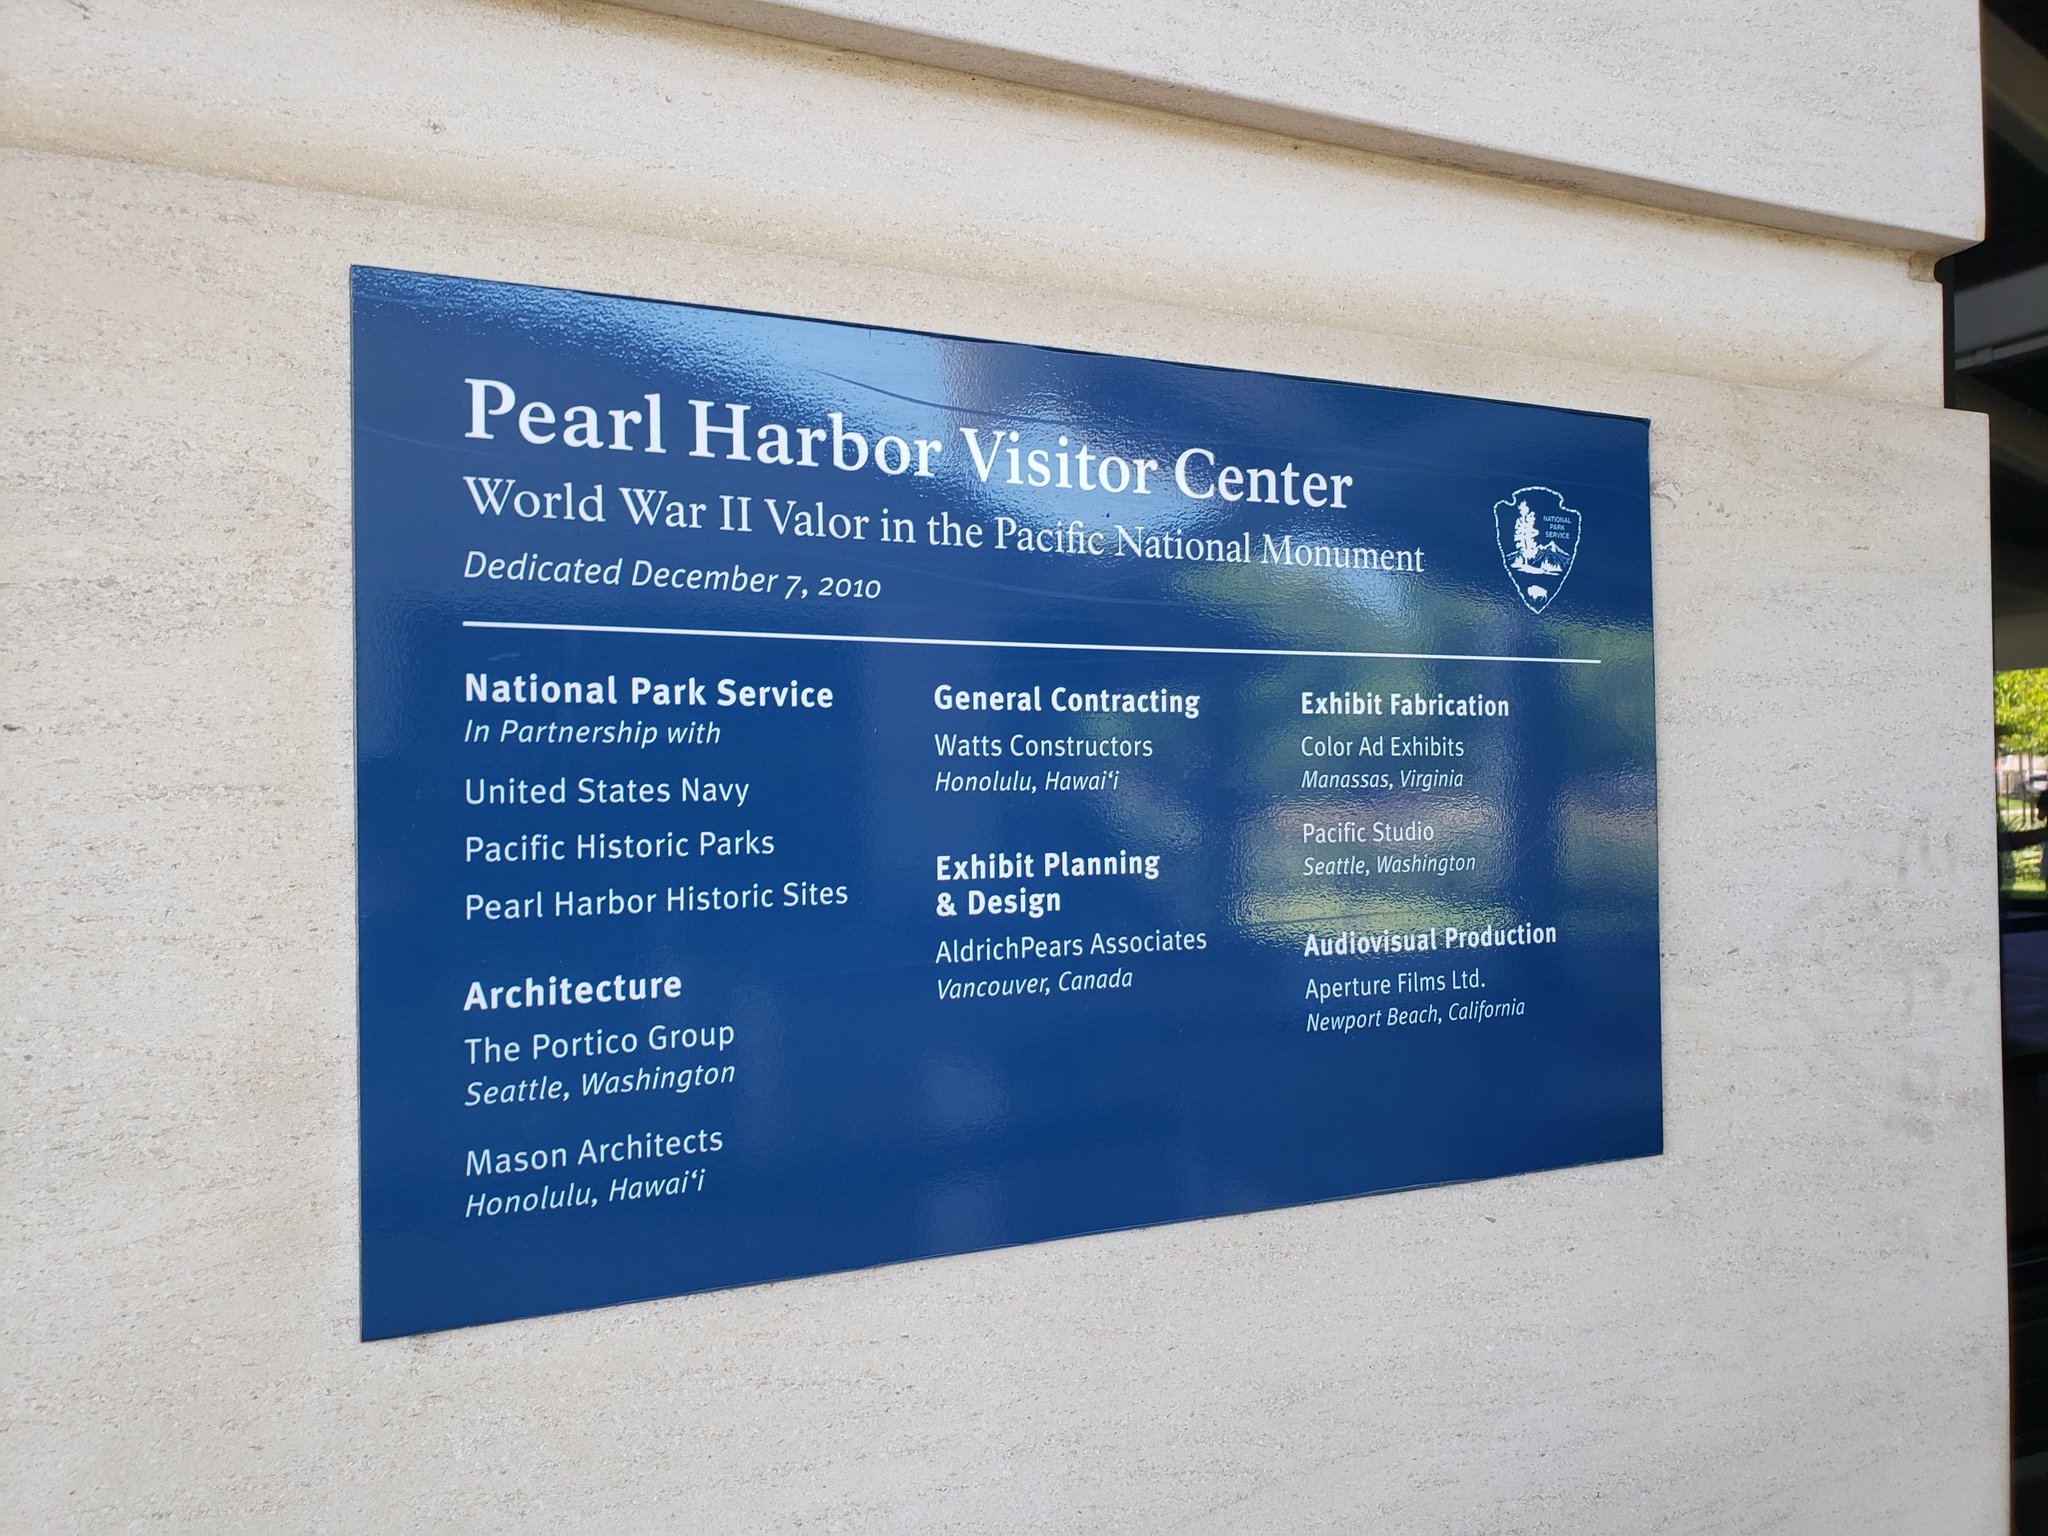 Pearl Harbor Visitor Center
World War II Valor in the Pacific National Monument
Dedicated December 7, 2010
NATIONAL
PARK
SERVICE
National Park Service
In Partnership with
United States Navy
Pacific Historic Parks
Pearl Harbor Historic Sites
Architecture
The Portico Group
Seattle, Washington
Mason Architects
Honolulu, Hawai‘i
General Contracting
Watts Constructors
Honolulu, Hawai‘i
Exhibit Planning
& Design
AldrichPears Associates
Vancouver, Canada
Exhibit Fabrication
Color Ad Exhibits
Manassas, Virginia
Pacific Studio
Seattle, Washington
Audiovisual Production
Aperture Films Ltd.
Newport Beach, California